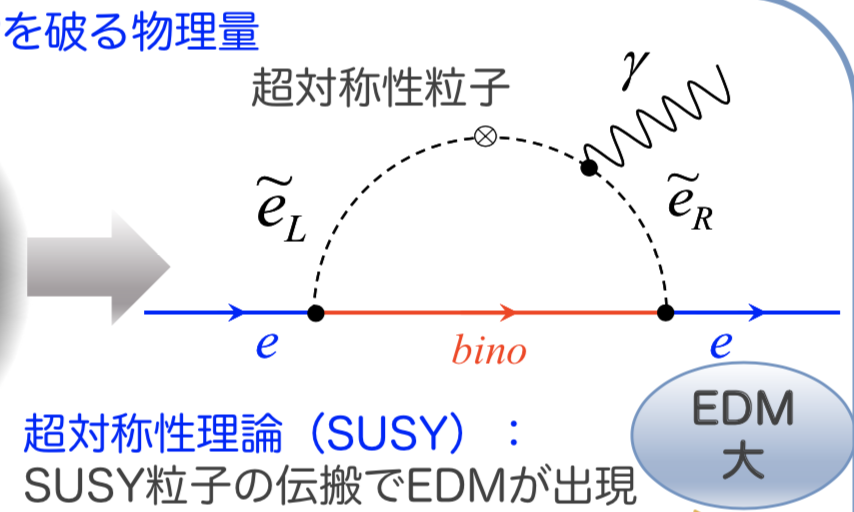 を破る物理量
超対称性粒子
γ
ẽL
ẽR
e
bino
e
超対称性理論（SUSY）：
SUSY粒子の伝搬でEDMが出現
EDM
大